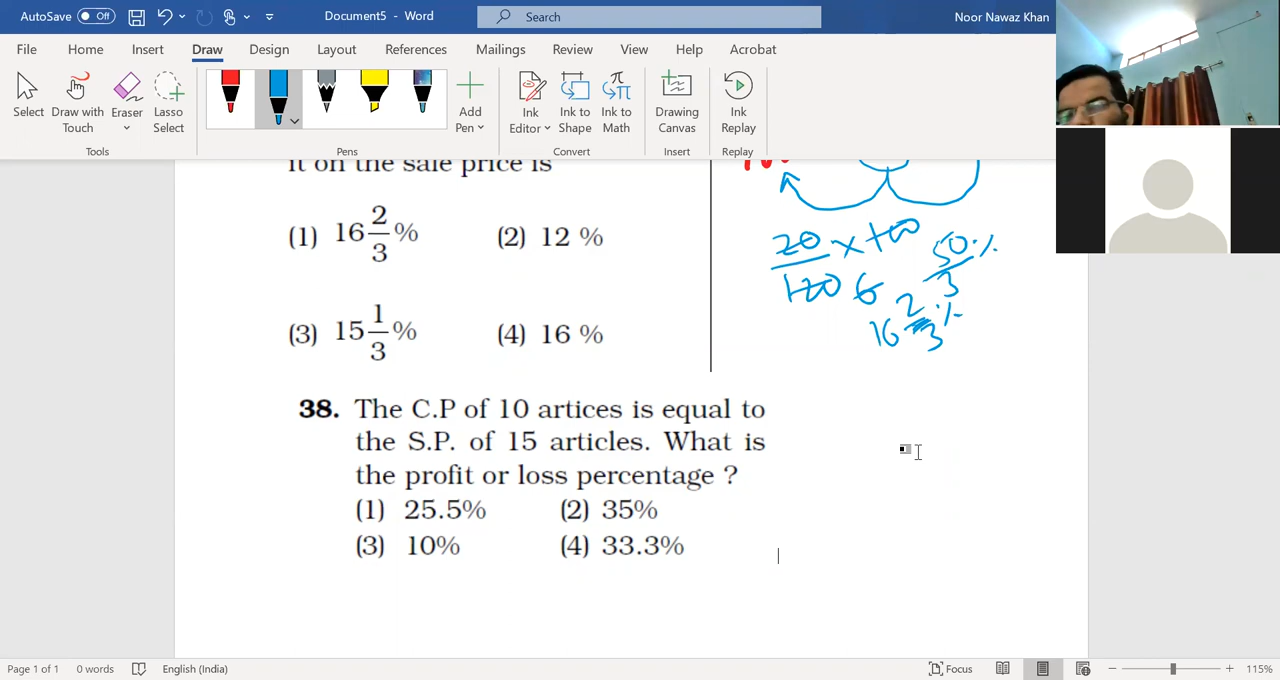 AutoSave Off Document5 - Word Search Noor Nawaz Khan
File Home Insert Draw Design Layout References Mailings Review View Help Acrobat
Select Draw with Touch Eraser Lasso Select Add Pen Ink Editor Ink to Shape Ink to Math Drawing Canvas Ink Replay
Tools Pens Convert Insert Replay
it on the sale price is
(1) 16 2/3 % (2) 12 %
(3) 15 1/3 % (4) 16 %
20 × 100
120 6
50 %
3
16 2/3 %
38. The C.P of 10 artices is equal to
the S.P. of 15 articles. What is
the profit or loss percentage ?
(1) 25.5% (2) 35%
(3) 10% (4) 33.3%
Page 1 of 1 0 words English (India) Focus 115%